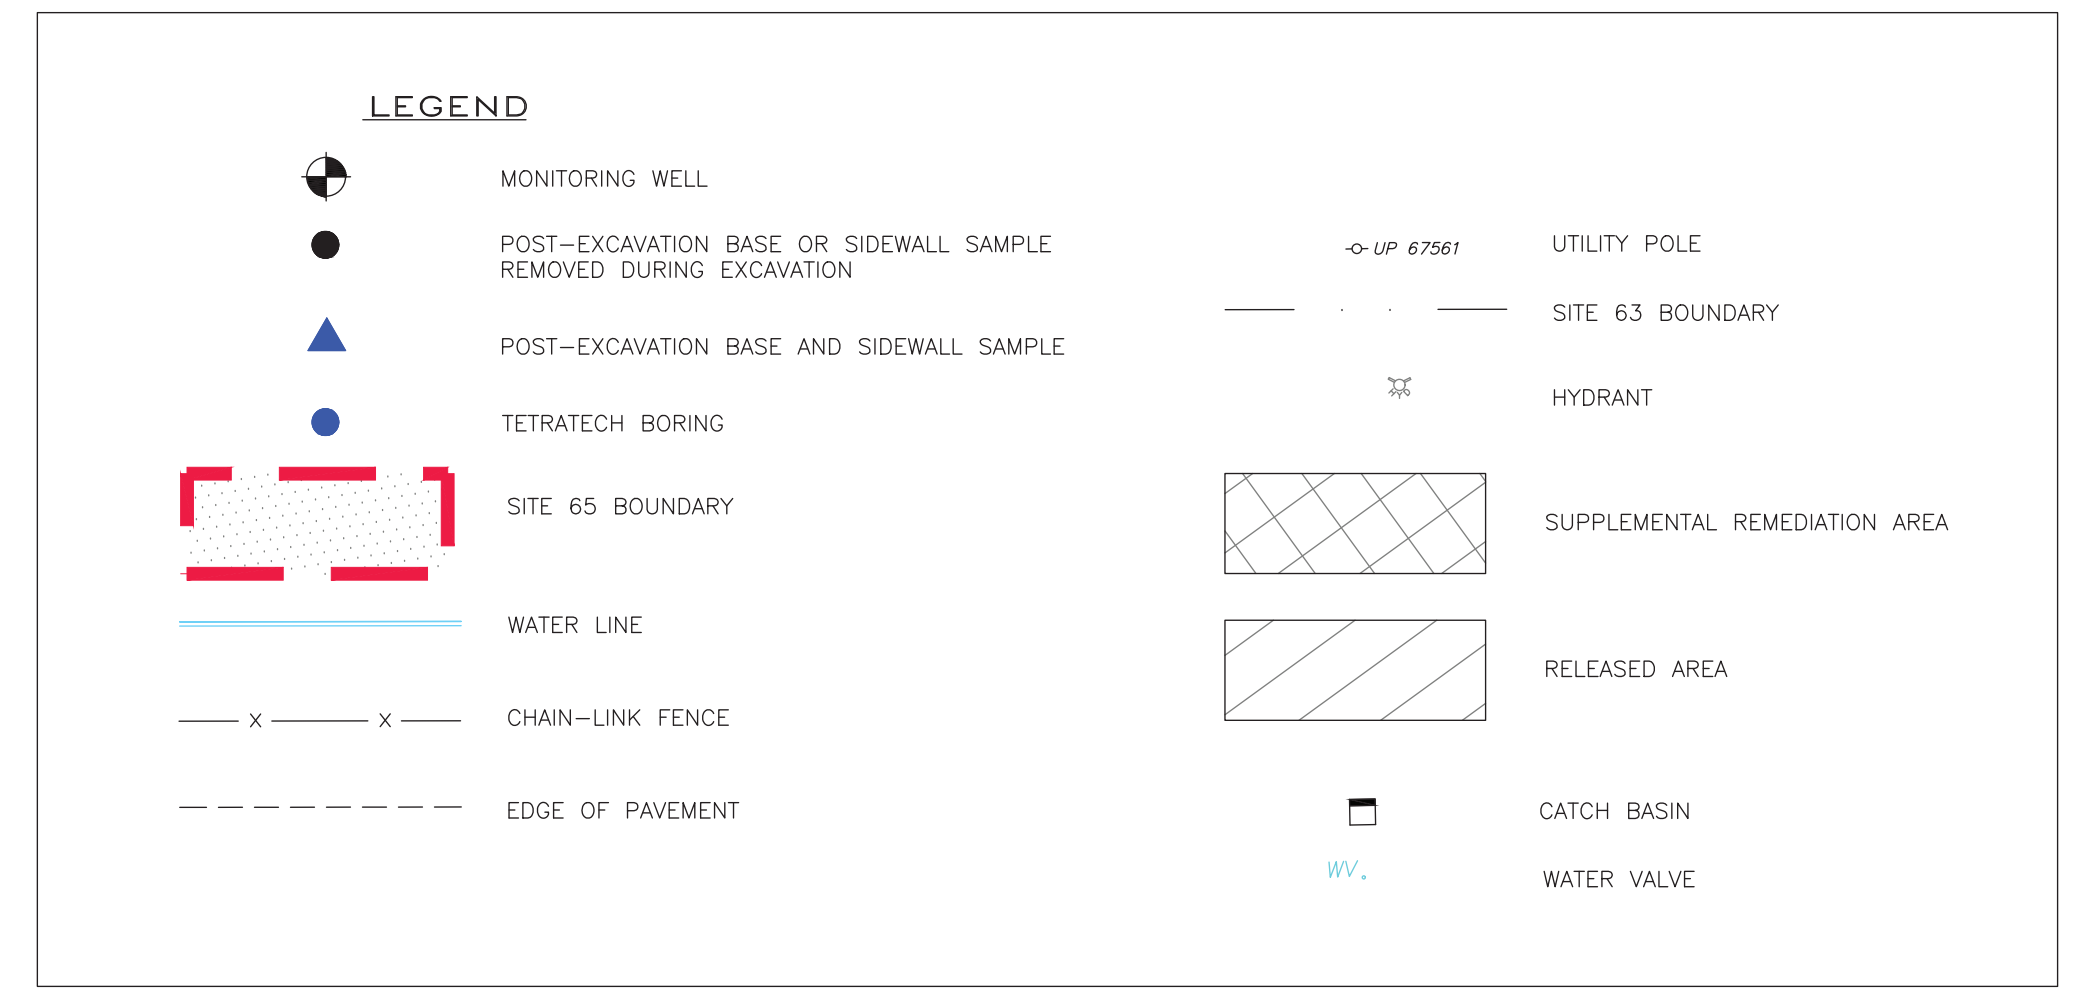 LEGEND
MONITORING WELL
POST-EXCAVATION BASE OR SIDEWALL SAMPLE
REMOVED DURING EXCAVATION
POST-EXCAVATION BASE AND SIDEWALL SAMPLE
TETRATECH BORING
SITE 65 BOUNDARY
WATER LINE
X X CHAIN-LINK FENCE
EDGE OF PAVEMENT
UP 67561 UTILITY POLE
SITE 63 BOUNDARY
HYDRANT
SUPPLEMENTAL REMEDIATION AREA
RELEASED AREA
CATCH BASIN
WV. WATER VALVE